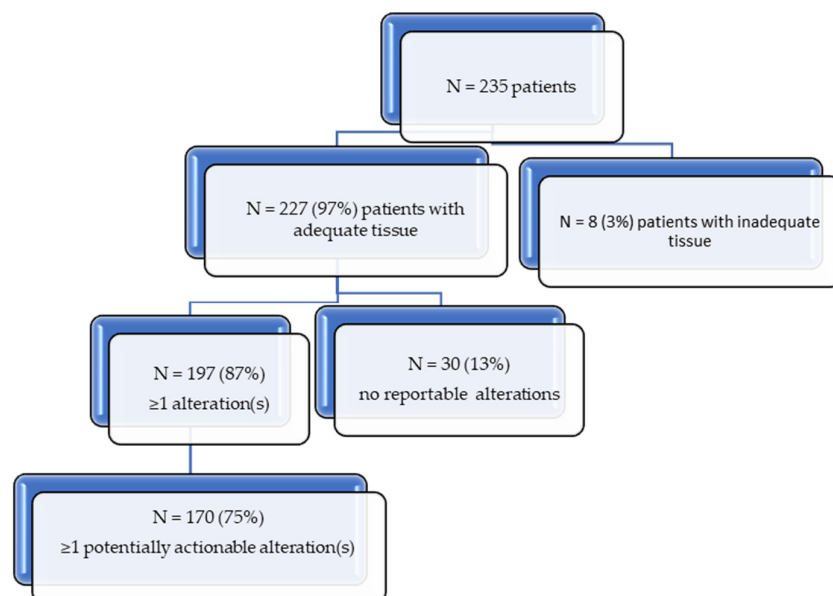 N = 235 patients
N = 227 (97%) patients with
adequate tissue
N = 8 (3%) patients with inadequate
tissue
N = 197 (87%)
≥1 alteration(s)
N = 30 (13%)
no reportable alterations
N = 170 (75%)
≥1 potentially actionable alteration(s)